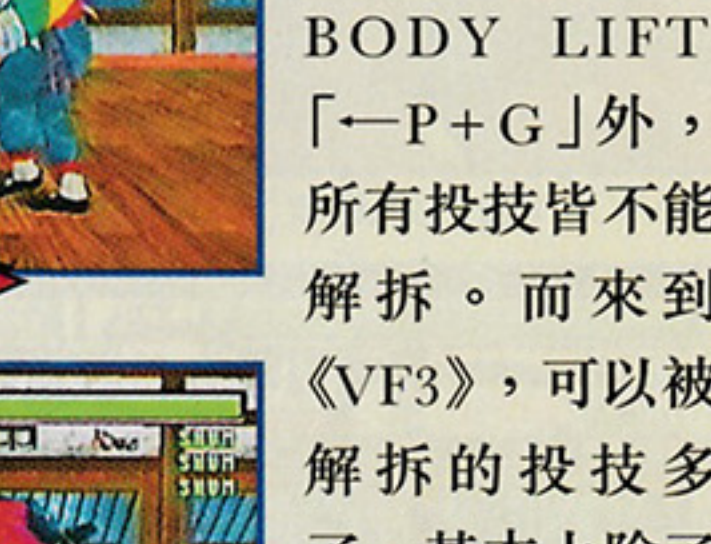 BODY LIFT
「←P+G」外，
所有投技皆不能
解拆。而來到
《VF3》，可以被
解拆的投技多